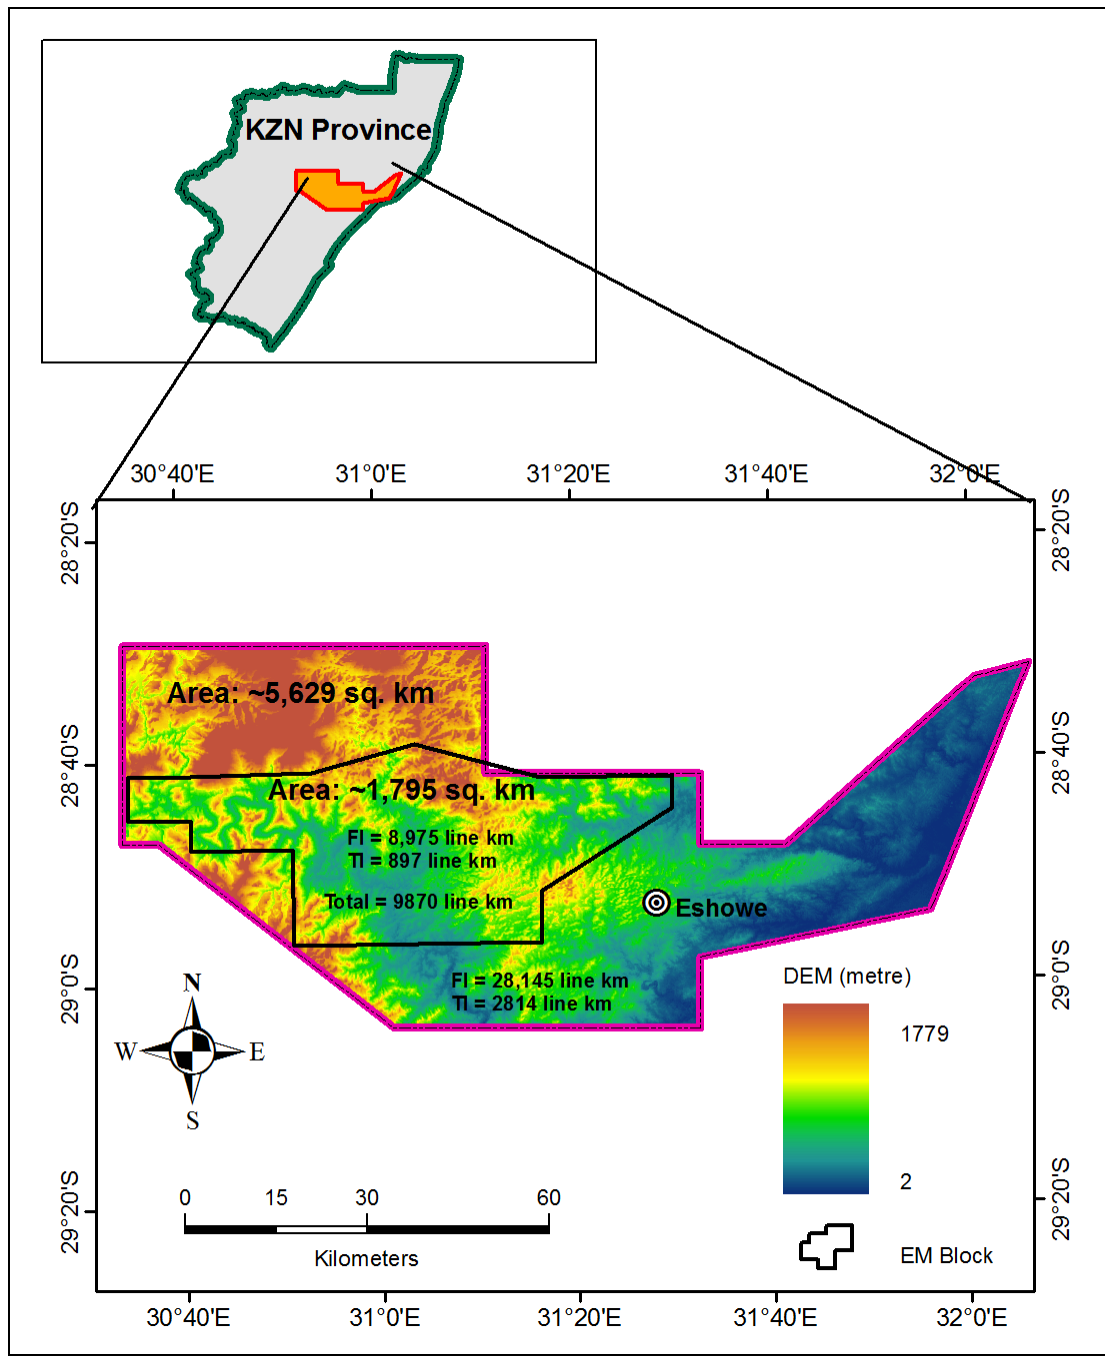 KZN Province
30°40'E 31°0'E 31°20'E 31°40'E 32°0'E
28°20'S
28°20'S
Area: ~5,629 sq. km
28°40'S
28°40'S
Area: ~1,795 sq. km
Fl = 8,975 line km
Tl = 897 line km
Total = 9870 line km
Eshowe
Fl = 28,145 line km
Tl = 2814 line km
29°0'S
29°0'S
DEM (metre)
1779
2
N
W E
S
0 15 30 60
Kilometers
29°20'S
29°20'S
EM Block
30°40'E 31°0'E 31°20'E 31°40'E 32°0'E